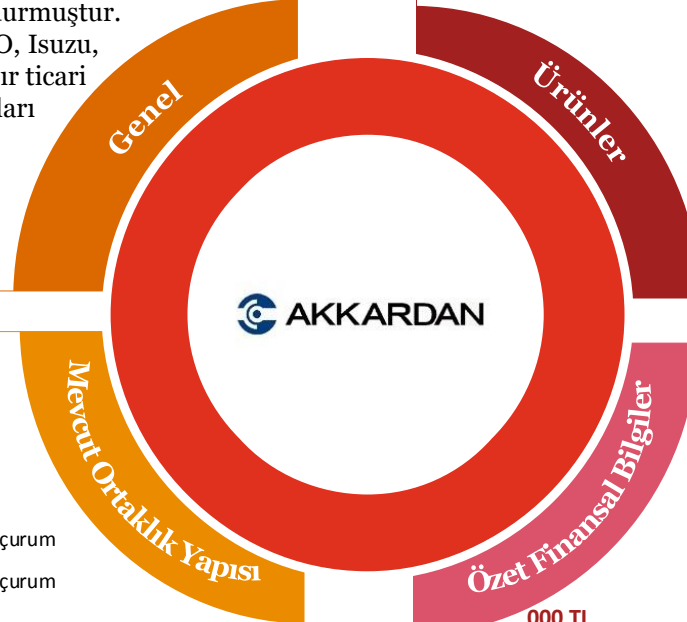 urmuştur.
O, Isuzu,
ır ticari
ları
Genel
Ürünler
AKKARDAN
Mevcut Ortaklık Yapısı
Özet Finansal Bilgiler
çurum
çurum
000 TL